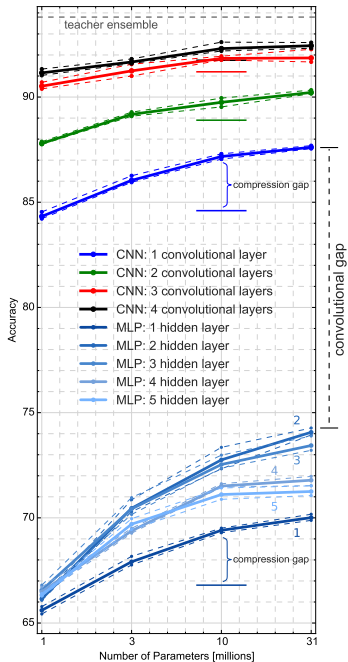 teacher ensemble
90
85
80
75
70
65
Accuracy
compression gap
convolutional gap
CNN: 1 convolutional layer
CNN: 2 convolutional layers
CNN: 3 convolutional layers
CNN: 4 convolutional layers
MLP: 1 hidden layer
MLP: 2 hidden layer
MLP: 3 hidden layer
MLP: 4 hidden layer
MLP: 5 hidden layer
2
3
4
5
1
compression gap
1 3 10 31
Number of Parameters [millions]